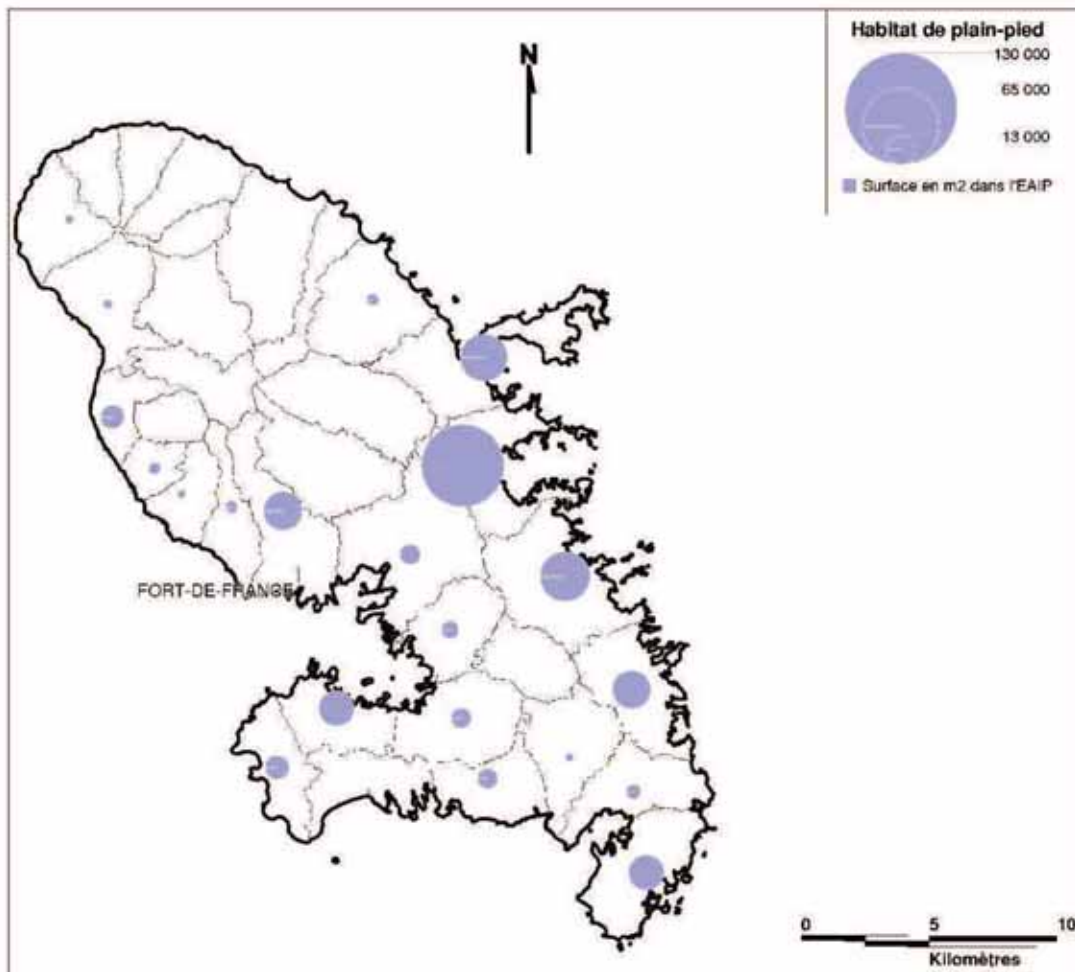 Habitat de plain-pied
130 000
65 000
13 000
Surface en m2 dans l'EAIP
N
FORT-DE-FRANCE
0 5 10
Kilomètres